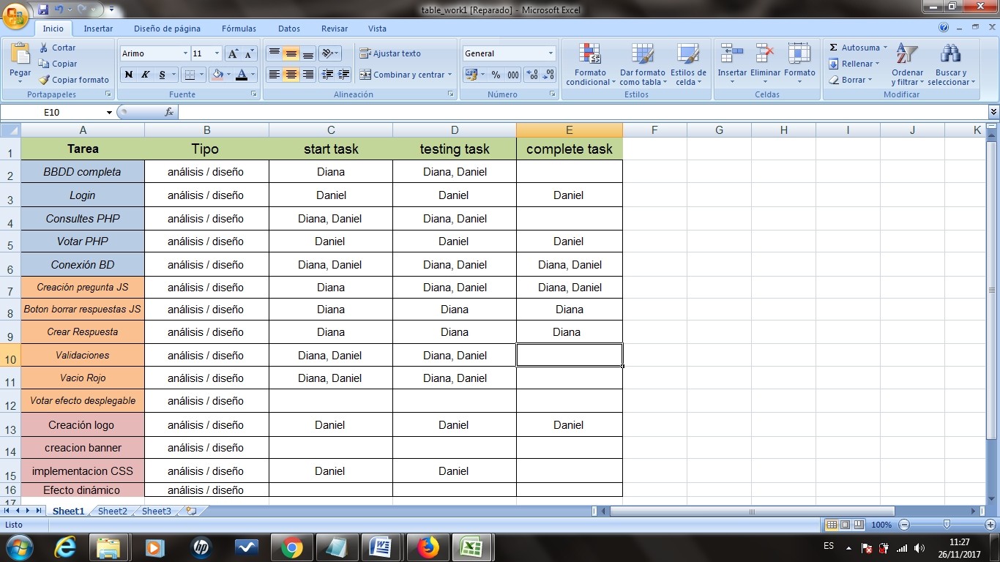 table_work1 [Reparado] - Microsoft Excel
Inicio Insertar Diseño de página Fórmulas Datos Revisar Vista
Pegar
Cortar
Copiar
Copiar formato
Portapapeles
Arimo 11
N K S
Fuente
Ajustar texto
Combinar y centrar
Alineación
General
% 000
Número
Formato condicional
Dar formato como tabla
Estilos de celda
Estilos
Insertar Eliminar Formato
Celdas
Autosuma
Rellenar
Borrar
Ordenar y filtrar
Buscar y seleccionar
Modificar
E10 fx
A B C D E F G H I J K
1 Tarea Tipo start task testing task complete task
2 BBDD completa análisis / diseño Diana Diana, Daniel
3 Login análisis / diseño Daniel Daniel Daniel
4 Consultes PHP análisis / diseño Diana, Daniel Diana, Daniel
5 Votar PHP análisis / diseño Daniel Daniel Daniel
6 Conexión BD análisis / diseño Diana, Daniel Diana, Daniel Diana, Daniel
7 Creación pregunta JS análisis / diseño Diana Diana, Daniel Diana, Daniel
8 Boton borrar respuestas JS análisis / diseño Diana Diana Diana
9 Crear Respuesta análisis / diseño Diana Diana Diana
10 Validaciones análisis / diseño Diana, Daniel Diana, Daniel
11 Vacio Rojo análisis / diseño Diana, Daniel Diana, Daniel
12 Votar efecto desplegable análisis / diseño
13 Creación logo análisis / diseño Daniel Daniel Daniel
14 creacion banner análisis / diseño
15 implementacion CSS análisis / diseño Daniel Daniel
16 Efecto dinámico análisis / diseño
17
Sheet1 Sheet2 Sheet3
Listo 100%
ES
11:27
26/11/2017